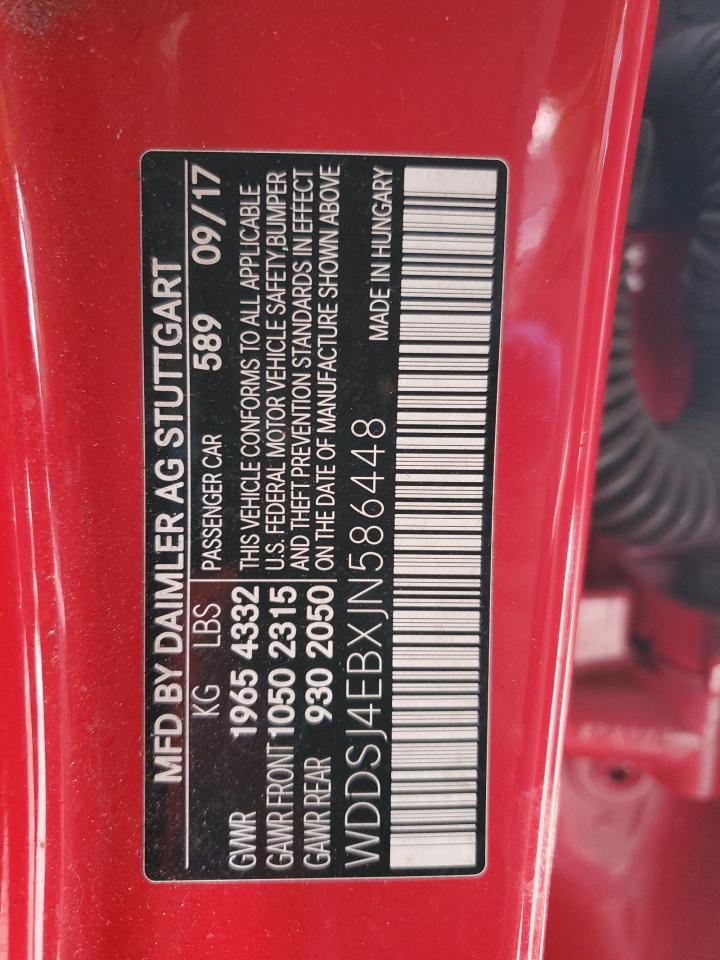 MFD BY DAIMLER AG STUTTGART
KG LBS PASSENGER CAR 589 09/17
GVWR 1965 4332 THIS VEHICLE CONFORMS TO ALL APPLICABLE
GAWR FRONT 1050 2315 U.S. FEDERAL MOTOR VEHICLE SAFETY,BUMPER
GAWR REAR 930 2050 AND THEFT PREVENTION STANDARDS IN EFFECT
ON THE DATE OF MANUFACTURE SHOWN ABOVE
WDDSJ4EBXJN586448 MADE IN HUNGARY